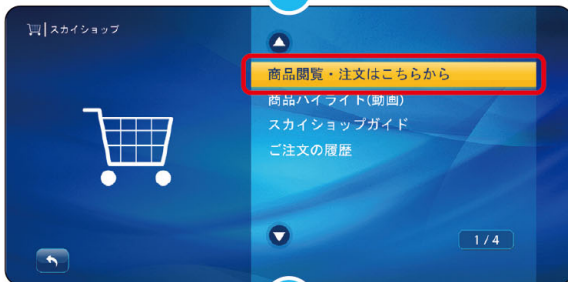 スカイショップ
商品閲覧・注文はこちらから
商品ハイライト(動画)
スカイショップガイド
ご注文の履歴
1/4